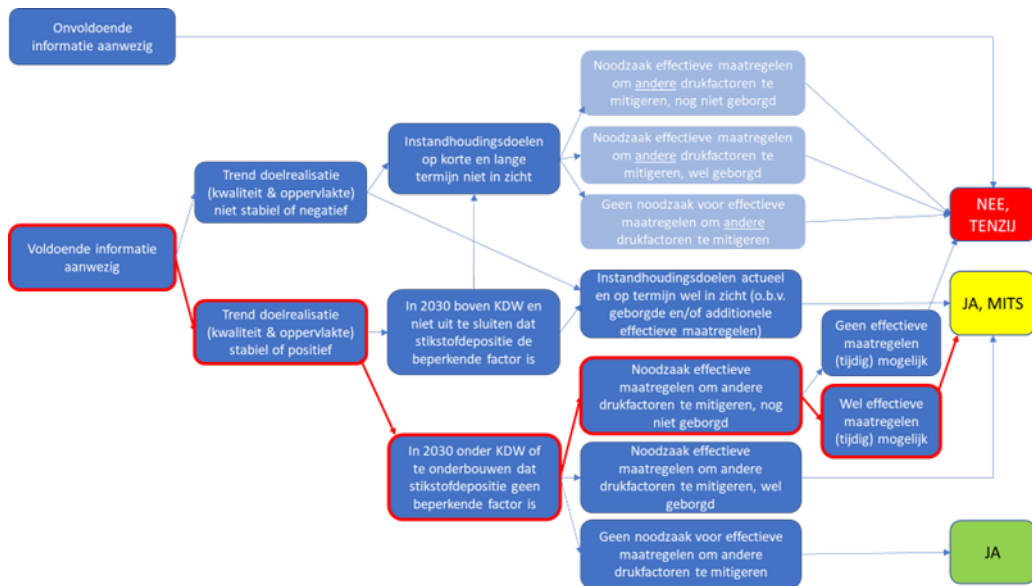 Onvoldoende
informatie aanwezig
Noodzaak effectieve maatregelen
om andere drukfactoren te
mitigeren, nog niet geborgd
Instandhoudingsdoelen
op korte en lange
termijn niet in zicht
Noodzaak effectieve maatregelen
om andere drukfactoren te
mitigeren, wel geborgd
Trend doelrealisatie
(kwaliteit & oppervlakte)
niet stabiel of negatief
Geen noodzaak voor effectieve
maatregelen om andere
drukfactoren te mitigeren
NEE,
TENZIJ
Voldoende informatie
aanwezig
Trend doelrealisatie
(kwaliteit & oppervlakte)
stabiel of positief
In 2030 boven KDW en
niet uit te sluiten dat
stikstofdepositie de
beperkende factor is
Instandhoudingsdoelen actueel
en op termijn wel in zicht (o.b.v.
geborgde en/of additionele
effectieve maatregelen)
JA, MITS
Geen effectieve
maatregelen
(tijdig) mogelijk
Noodzaak effectieve
maatregelen om andere
drukfactoren te mitigeren, nog
niet geborgd
Wel effectieve
maatregelen
(tijdig) mogelijk
In 2030 onder KDW of
te onderbouwen dat
stikstofdepositie geen
beperkende factor is
Noodzaak effectieve
maatregelen om andere
drukfactoren te mitigeren, wel
geborgd
Geen noodzaak voor effectieve
maatregelen om andere
drukfactoren te mitigeren
JA